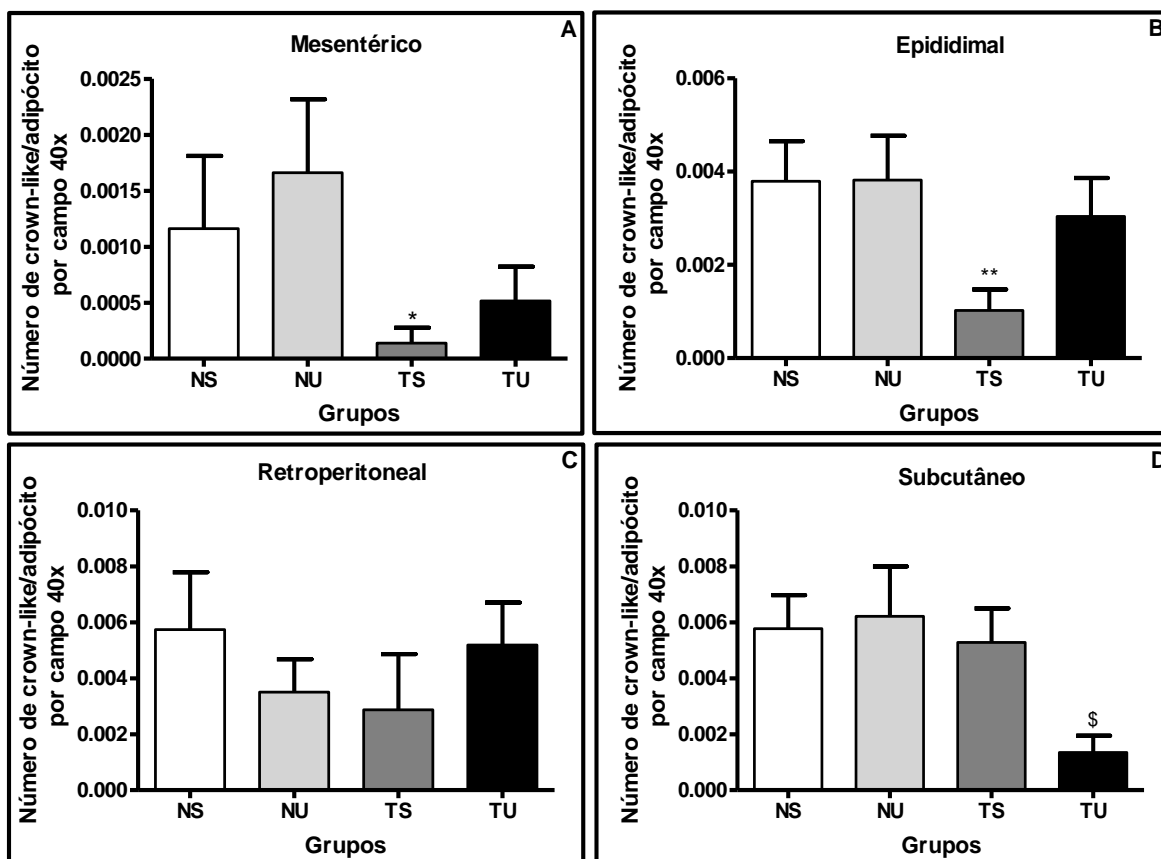 A
Mesentérico
Número de crown-like/adipócito
por campo 40x
0.0025
0.0020
0.0015
0.0010
0.0005
0.0000
*
NS NU TS TU
Grupos
B
Epididimal
Número de crown-like/adipócito
por campo 40x
0.006
0.004
0.002
0.000
**
NS NU TS TU
Grupos
C
Retroperitoneal
Número de crown-like/adipócito
por campo 40x
0.010
0.008
0.006
0.004
0.002
0.000
NS NU TS TU
Grupos
D
Subcutâneo
Número de crown-like/adipócito
por campo 40x
0.010
0.008
0.006
0.004
0.002
0.000
$
NS NU TS TU
Grupos